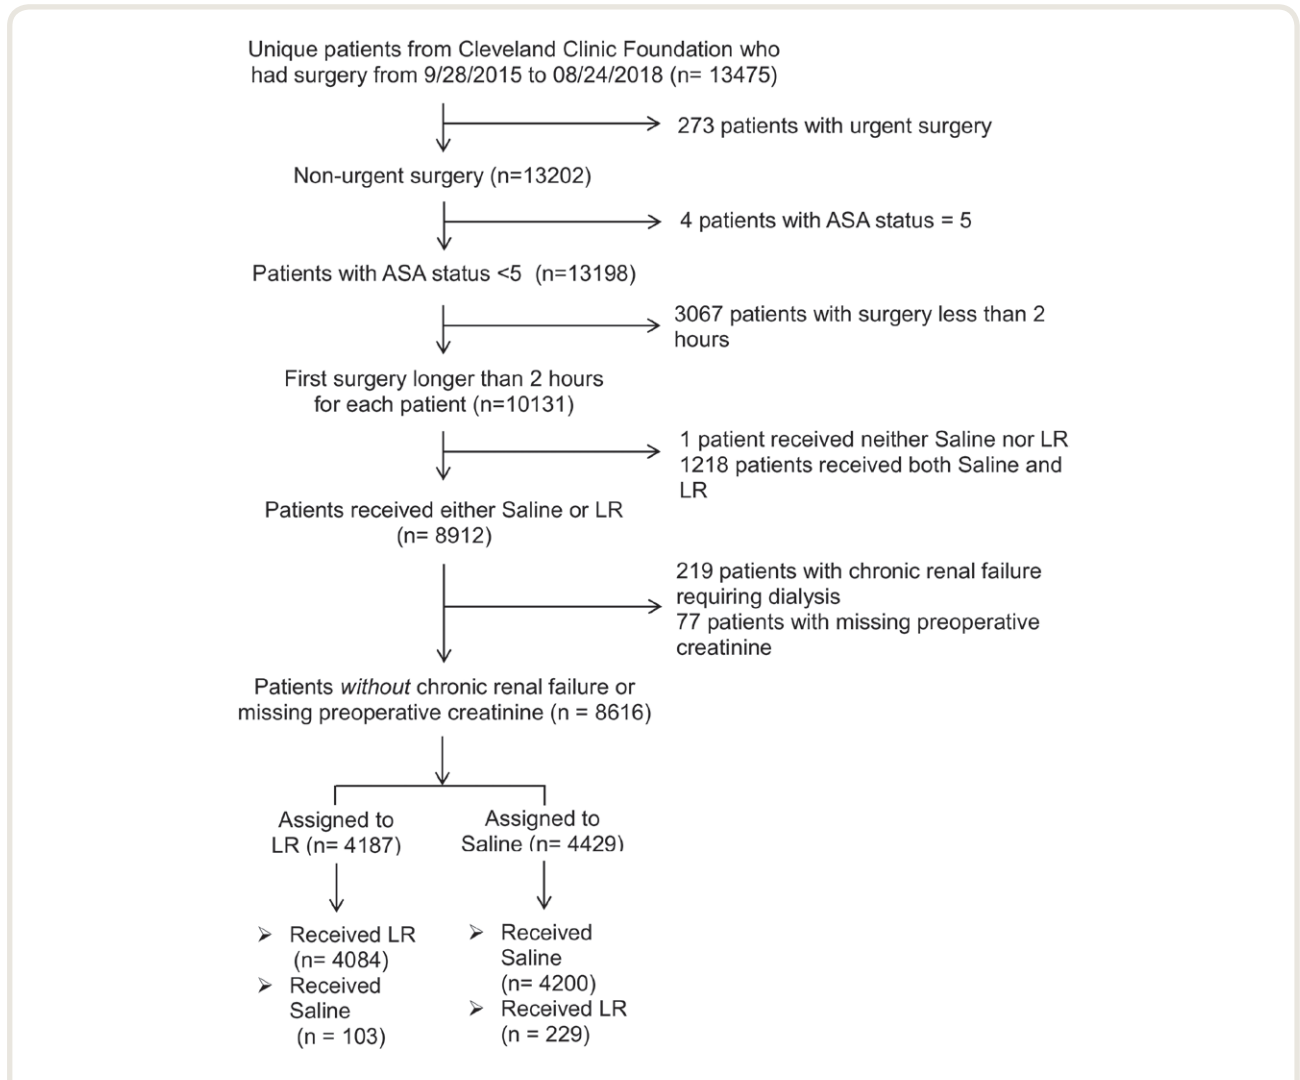 Unique patients from Cleveland Clinic Foundation who
had surgery from 9/28/2015 to 08/24/2018 (n= 13475)
273 patients with urgent surgery
Non-urgent surgery (n=13202)
4 patients with ASA status = 5
Patients with ASA status <5 (n=13198)
3067 patients with surgery less than 2
hours
First surgery longer than 2 hours
for each patient (n=10131)
1 patient received neither Saline nor LR
1218 patients received both Saline and
LR
Patients received either Saline or LR
(n= 8912)
219 patients with chronic renal failure
requiring dialysis
77 patients with missing preoperative
creatinine
Patients without chronic renal failure or
missing preoperative creatinine (n = 8616)
Assigned to
LR (n= 4187)
Assigned to
Saline (n= 4429)
➢ Received LR
(n= 4084)
➢ Received
Saline
(n = 103)
➢ Received
Saline
(n= 4200)
➢ Received LR
(n = 229)